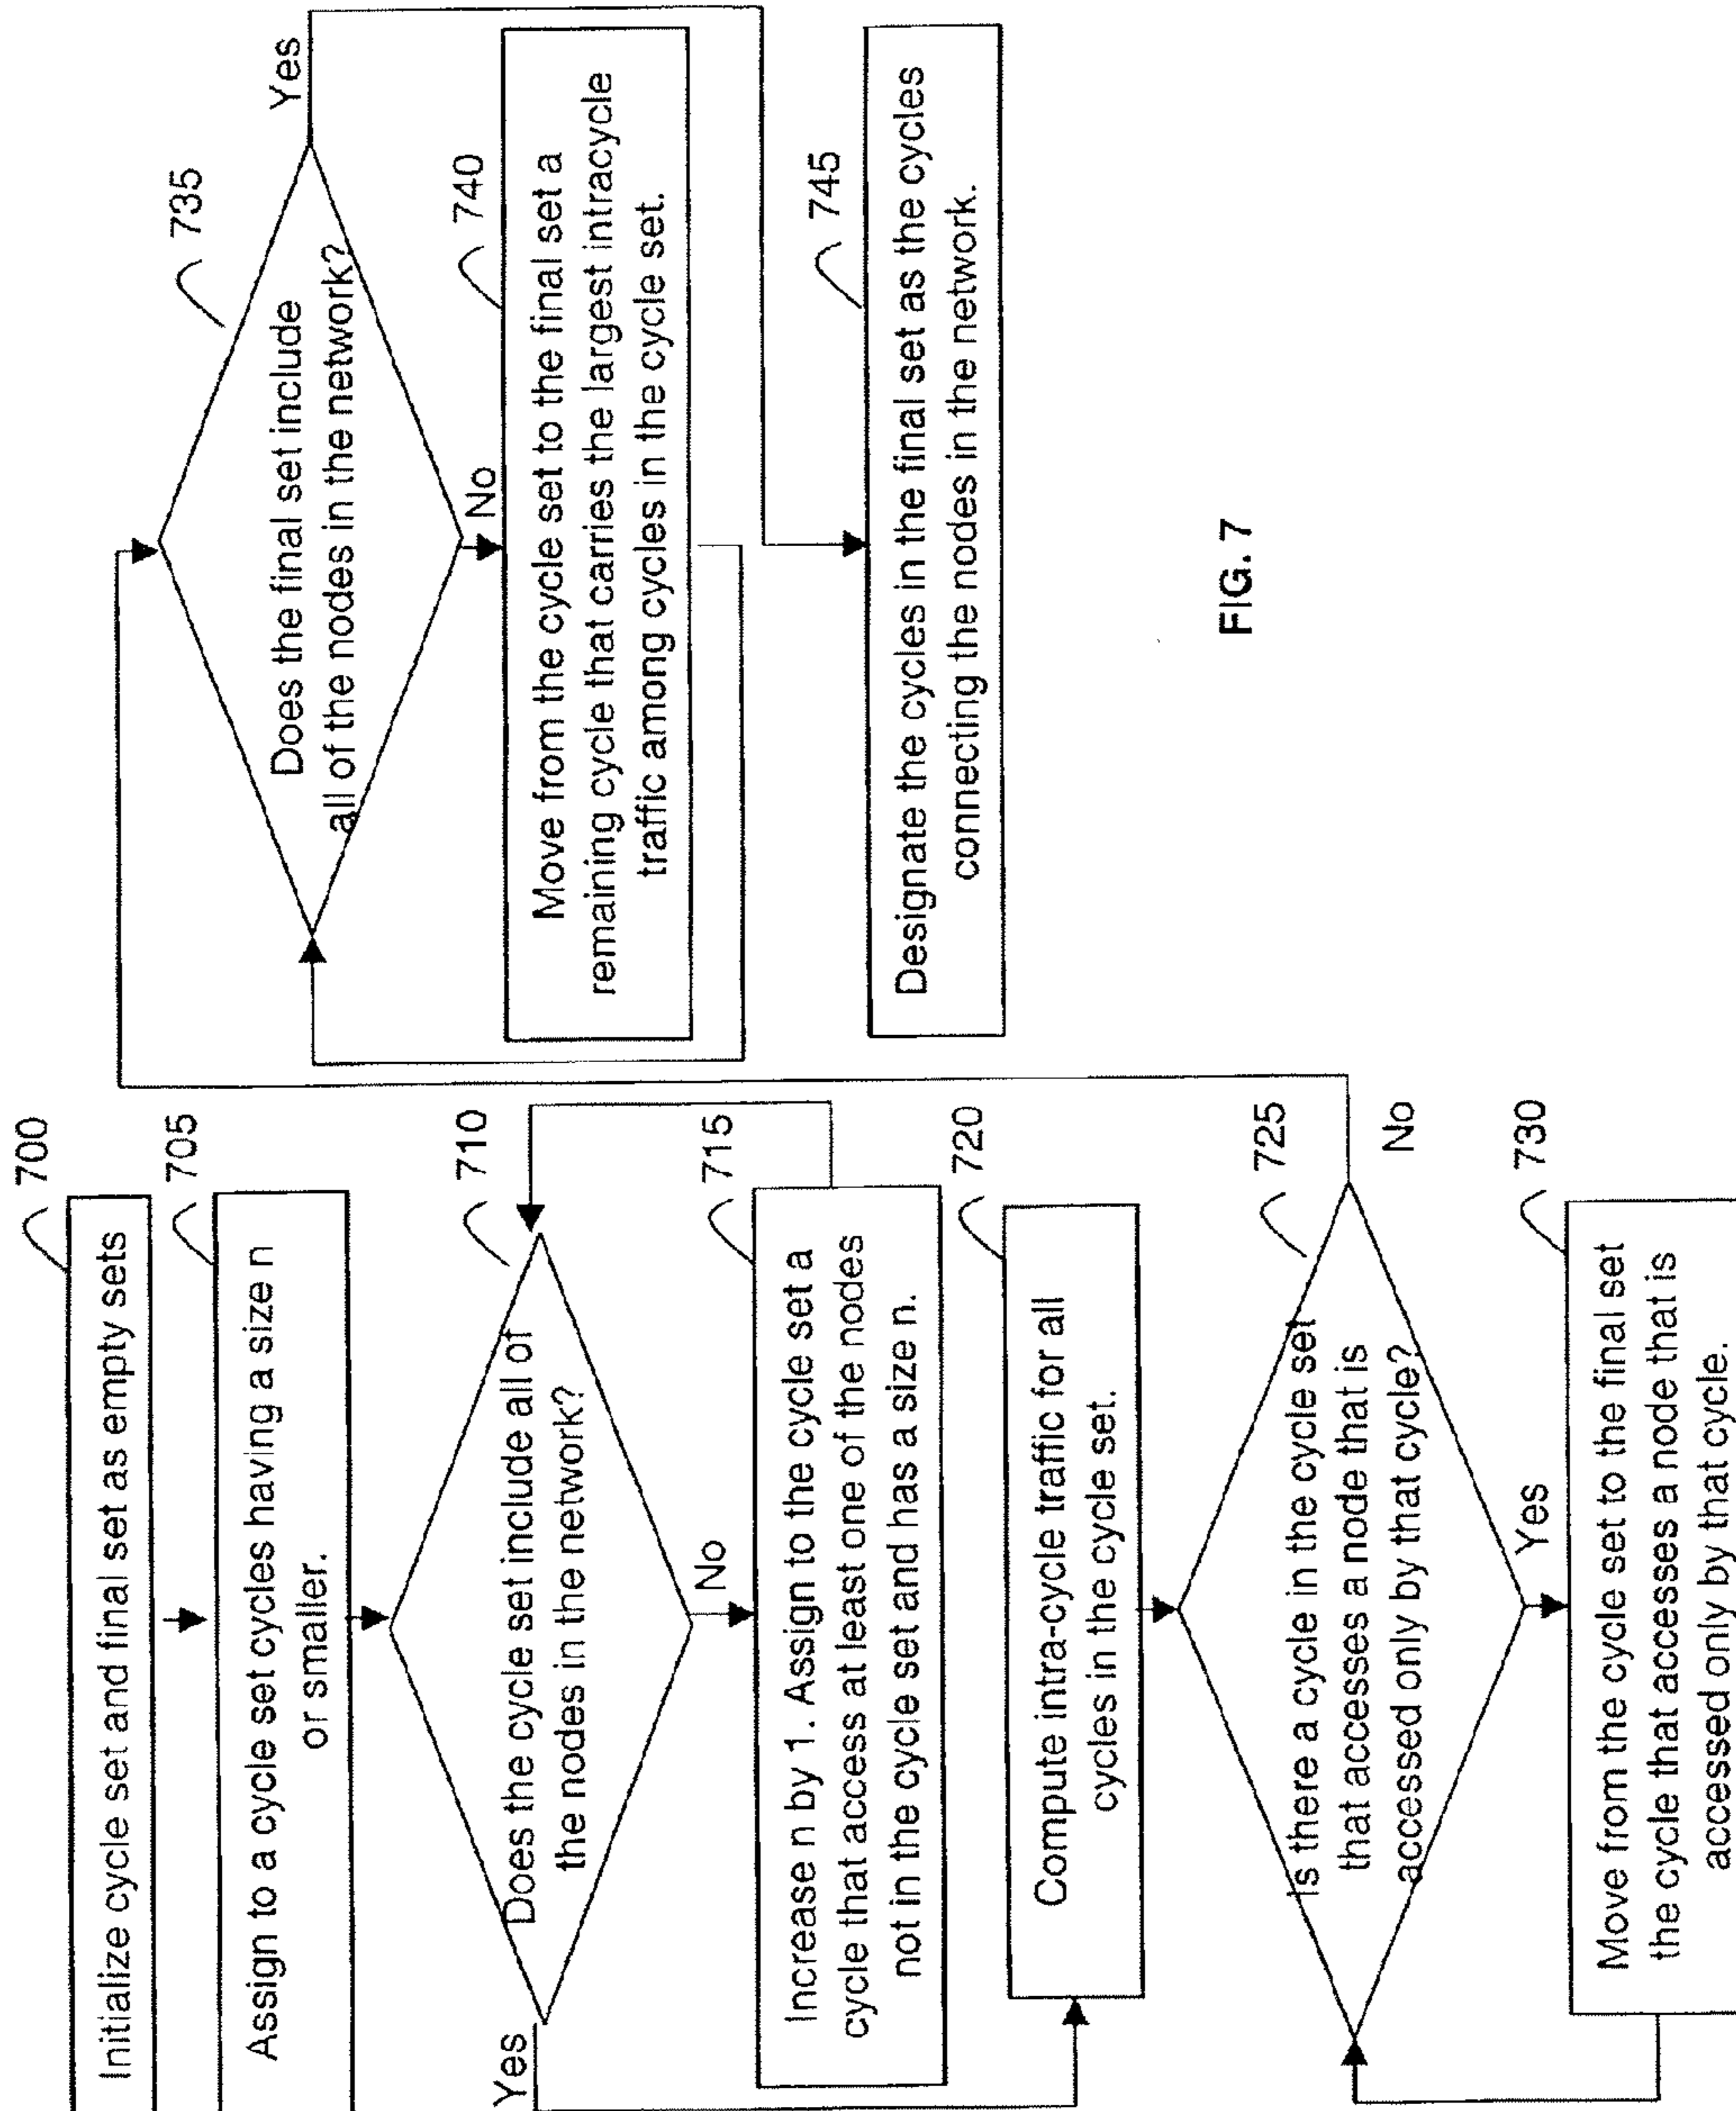 700
Initialize cycle set and final set as empty sets
705
Assign to a cycle set cycles having a size n
or smaller.
710
Does the cycle set include all of
the nodes in the network?
Yes
No
715
Increase n by 1. Assign to the cycle set a
cycle that access at least one of the nodes
not in the cycle set and has a size n.
720
Compute intra-cycle traffic for all
cycles in the cycle set.
725
Is there a cycle in the cycle set
that accesses a node that is
accessed only by that cycle?
No
Yes
730
Move from the cycle set to the final set
the cycle that accesses a node that is
accessed only by that cycle.
735
Does the final set include
all of the nodes in the network?
Yes
No
740
Move from the cycle set to the final set a
remaining cycle that carries the largest intracycle
traffic among cycles in the cycle set.
745
Designate the cycles in the final set as the cycles
connecting the nodes in the network.
FIG. 7